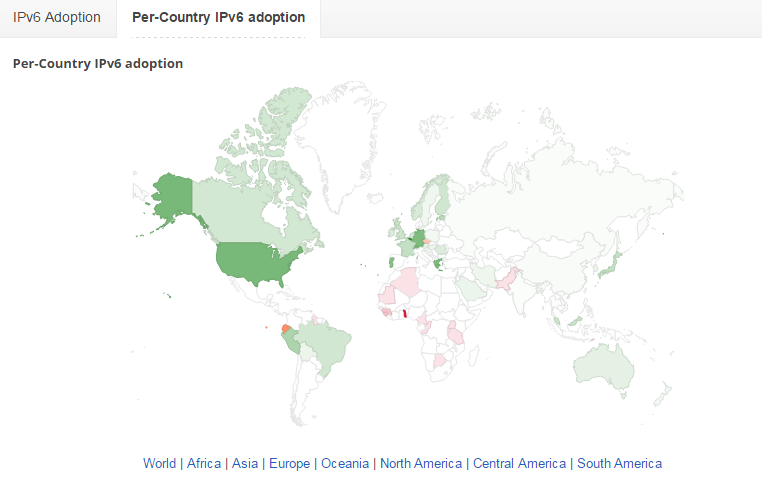 IPv6 Adoption
Per-Country IPv6 adoption
Per-Country IPv6 adoption
World | Africa | Asia | Europe | Oceania | North America | Central America | South America